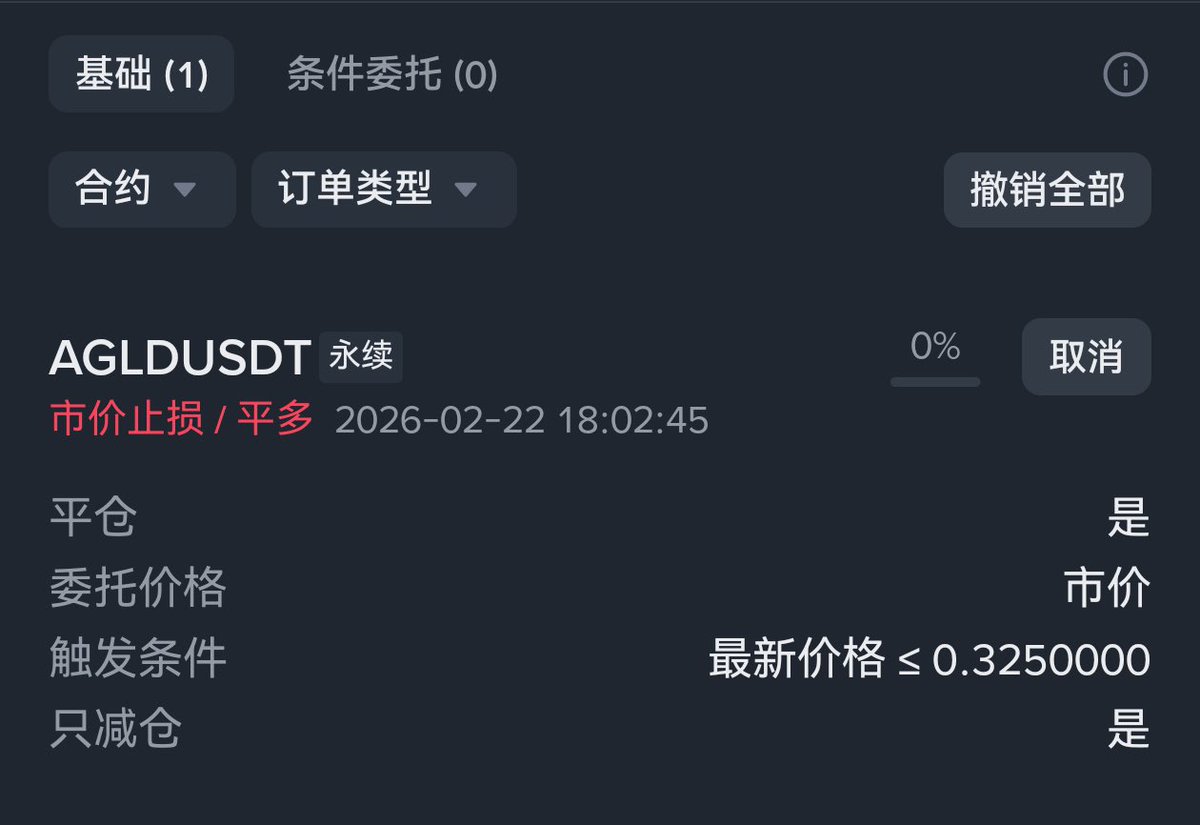 基础 (1) 条件委托 (0)
合约 订单类型 撤销全部
AGLDUSDT 永续 0% 取消
市价止损 / 平多 2026-02-22 18:02:45
平仓 是
委托价格 市价
触发条件 最新价格 ≤ 0.3250000
只减仓 是